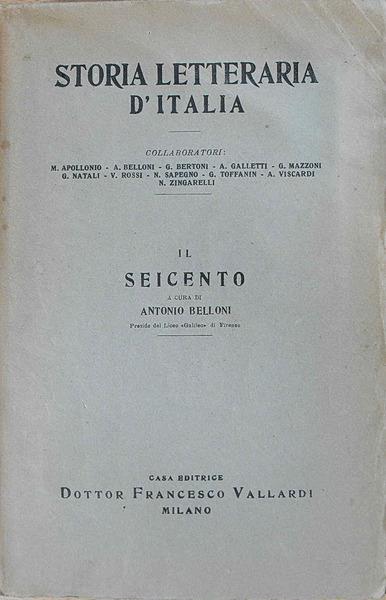 STORIA LETTERARIA
D'ITALIA
COLLABORATORI:
M. APOLLONIO - A. BELLONI - G. BERTONI - A. GALLETTI - G. MAZZONI
G. NATALI - V. ROSSI - N. SAPEGNO - G. TOFFANIN - A. VISCARDI
N. ZINGARELLI
IL
SEICENTO
A CURA DI
ANTONIO BELLONI
Preside del Liceo «Galileo» di Firenze
CASA EDITRICE
DOTTOR FRANCESCO VALLARDI
MILANO